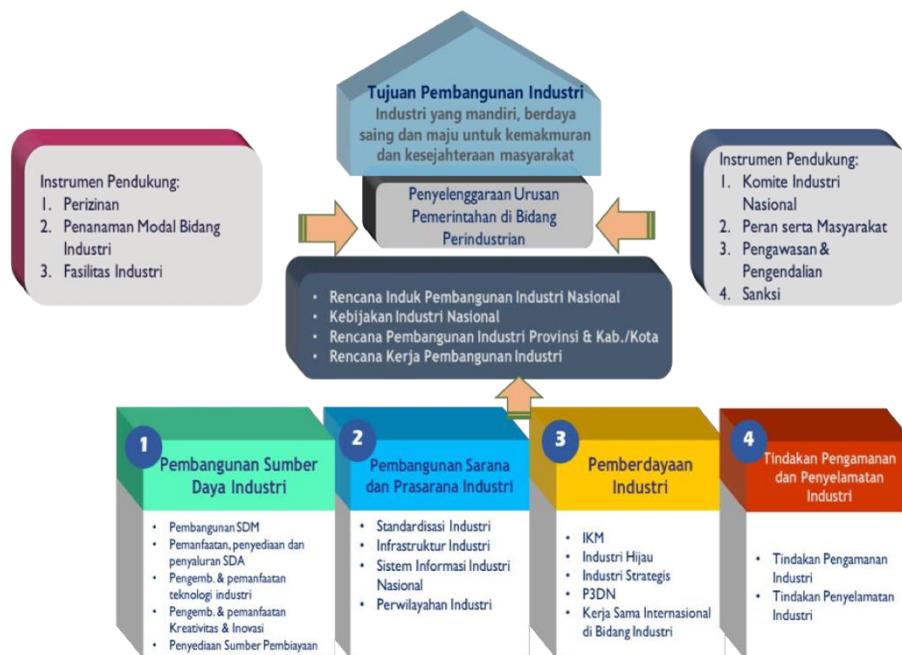 Tujuan Pembangunan Industri
Industri yang mandiri, berdaya
saing dan maju untuk kemakmuran
dan kesejahteraan masyarakat
Instrumen Pendukung:
1. Perizinan
2. Penanaman Modal Bidang
Industri
3. Fasilitas Industri
Penyelenggaraan Urusan
Pemerintahan di Bidang
Perindustrian
Instrumen Pendukung:
1. Komite Industri
Nasional
2. Peran serta Masyarakat
3. Pengawasan &
Pengendalian
4. Sanksi
• Rencana Induk Pembangunan Industri Nasional
• Kebijakan Industri Nasional
• Rencana Pembangunan Industri Provinsi & Kab./Kota
• Rencana Kerja Pembangunan Industri
1
Pembangunan Sumber
Daya Industri
• Pembangunan SDM
• Pemanfaatan, penyediaan dan
penyaluran SDA
• Pengemb. & pemanfaatan
teknologi industri
• Pengemb. & pemanfaatan
Kreativitas & Inovasi
• Penyediaan Sumber Pembiayaan
2
Pembangunan Sarana
dan Prasarana Industri
• Standardisasi Industri
• Infrastruktur Industri
• Sistem Informasi Industri
Nasional
• Perwilayahan Industri
3
Pemberdayaan
Industri
• IKM
• Industri Hijau
• Industri Strategis
• P3DN
• Kerja Sama Internasional
di Bidang Industri
4
Tindakan Pengamanan
dan Penyelamatan
Industri
• Tindakan Pengamanan
Industri
• Tindakan Penyelamatan
Industri